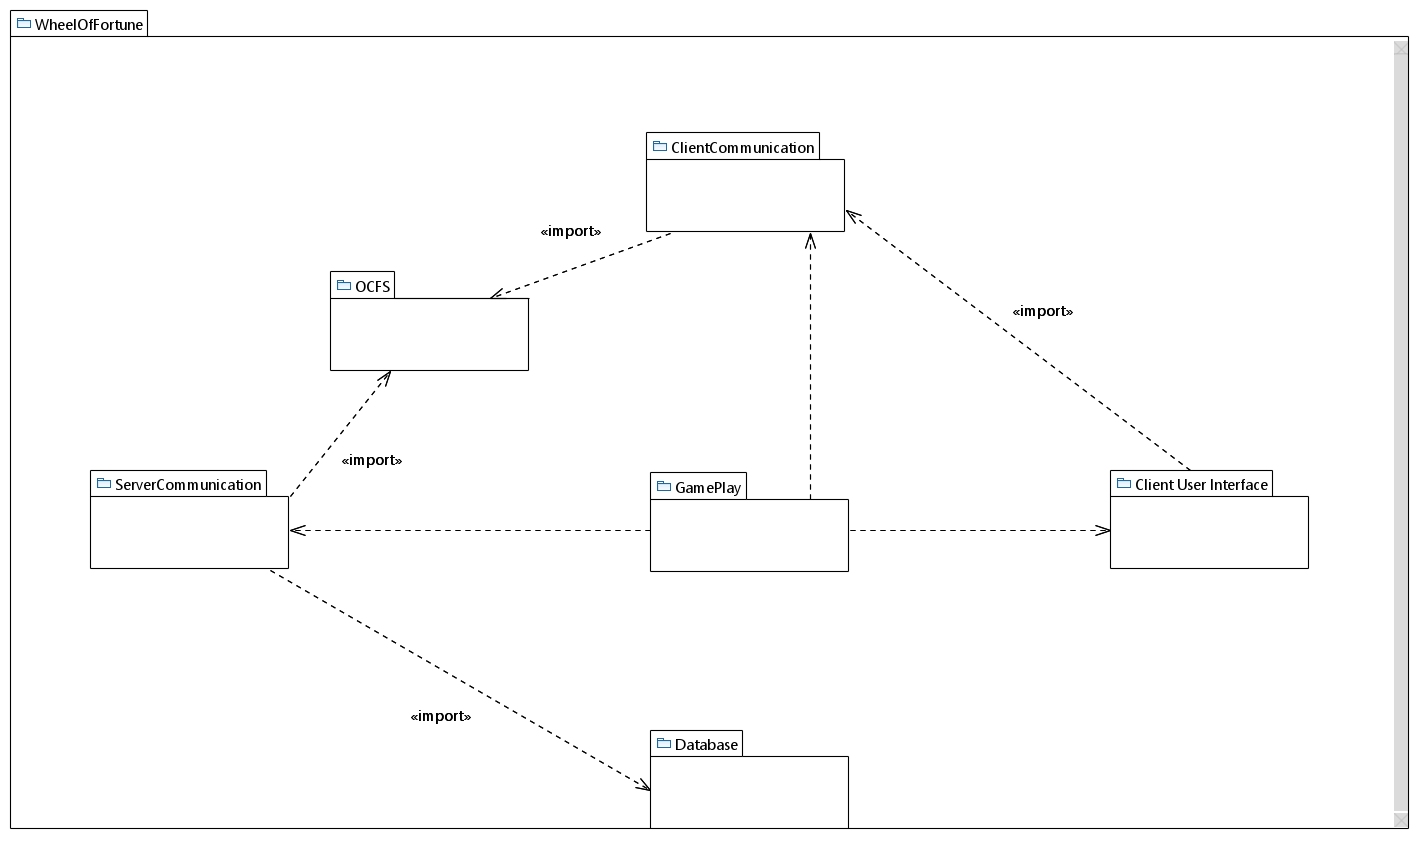 WheelOfFortune
ClientCommunication
«import»
OCFS
«import»
«import»
ServerCommunication
GamePlay
Client User Interface
«import»
Database